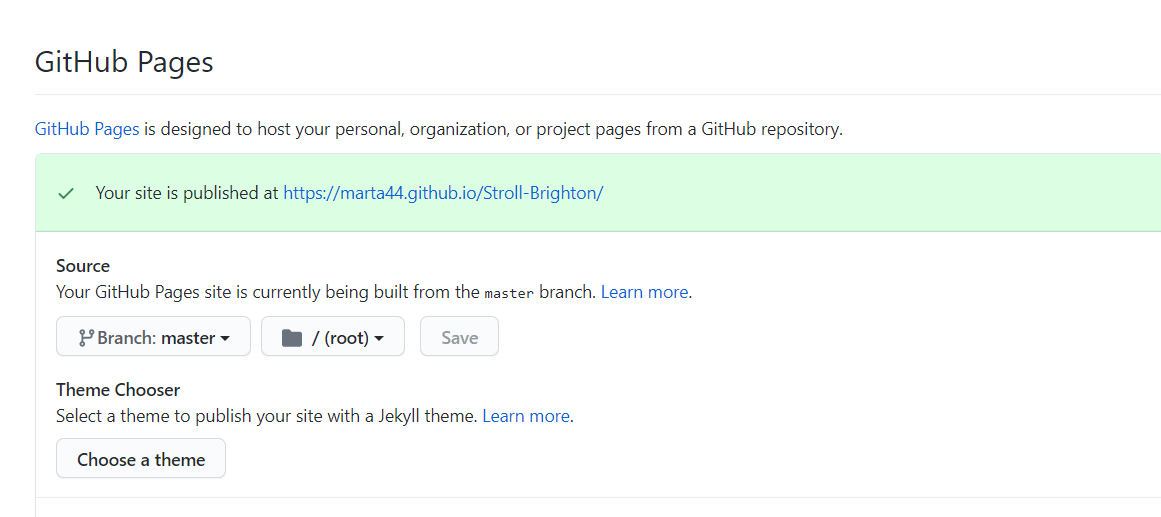 GitHub Pages
GitHub Pages is designed to host your personal, organization, or project pages from a GitHub repository.
Your site is published at https://marta44.github.io/Stroll-Brighton/
Source
Your GitHub Pages site is currently being built from the master branch. Learn more.
Branch: master / (root) Save
Theme Chooser
Select a theme to publish your site with a Jekyll theme. Learn more.
Choose a theme